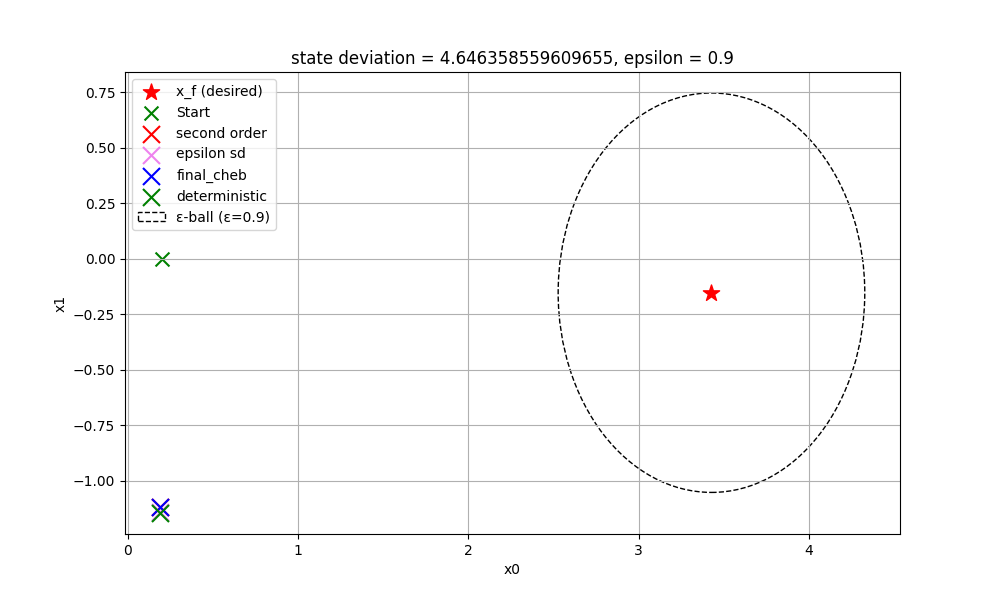 state deviation = 4.646358559609655, epsilon = 0.9
x_f (desired)
Start
second order
epsilon sd
final_cheb
deterministic
ε-ball (ε=0.9)
0.75
0.50
0.25
0.00
−0.25
−0.50
−0.75
−1.00
x1
0
1
2
3
4
x0